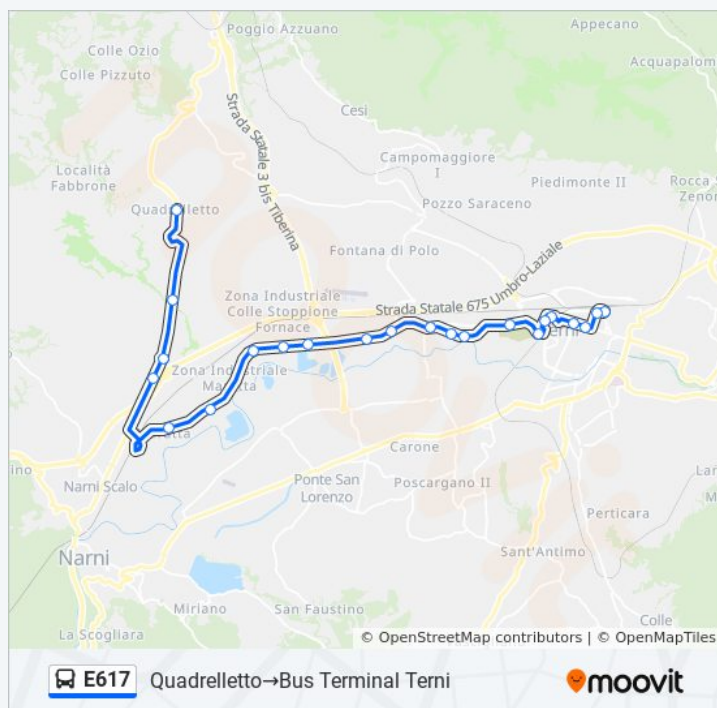 Poggio Azzuano
Appecano
Colle Ozio
Colle Pizzuto
Acquapalom
Strada Statale 3 bis Tiberina
Cesi
Campomaggiore
I
Località
Fabbrone
Piedimonte II
Rocca S
Zenor
Quadrelletto
Pozzo Saraceno
Fontana di Polo
Strada Statale 675 Umbro-Laziale
Zona Industriale
Colle Stoppione
Fornace
Terni
Zona Industriale
Maratta
Carone
Narni Scalo
Ponte San
Lorenzo
Poscargano II
Perticara
Narni
Sant'Antimo
Miriano
San Faustino
Colle
La Scogliara
© OpenStreetMap contributors | © OpenMapTiles
E617
Quadrelletto→Bus Terminal Terni
moovit